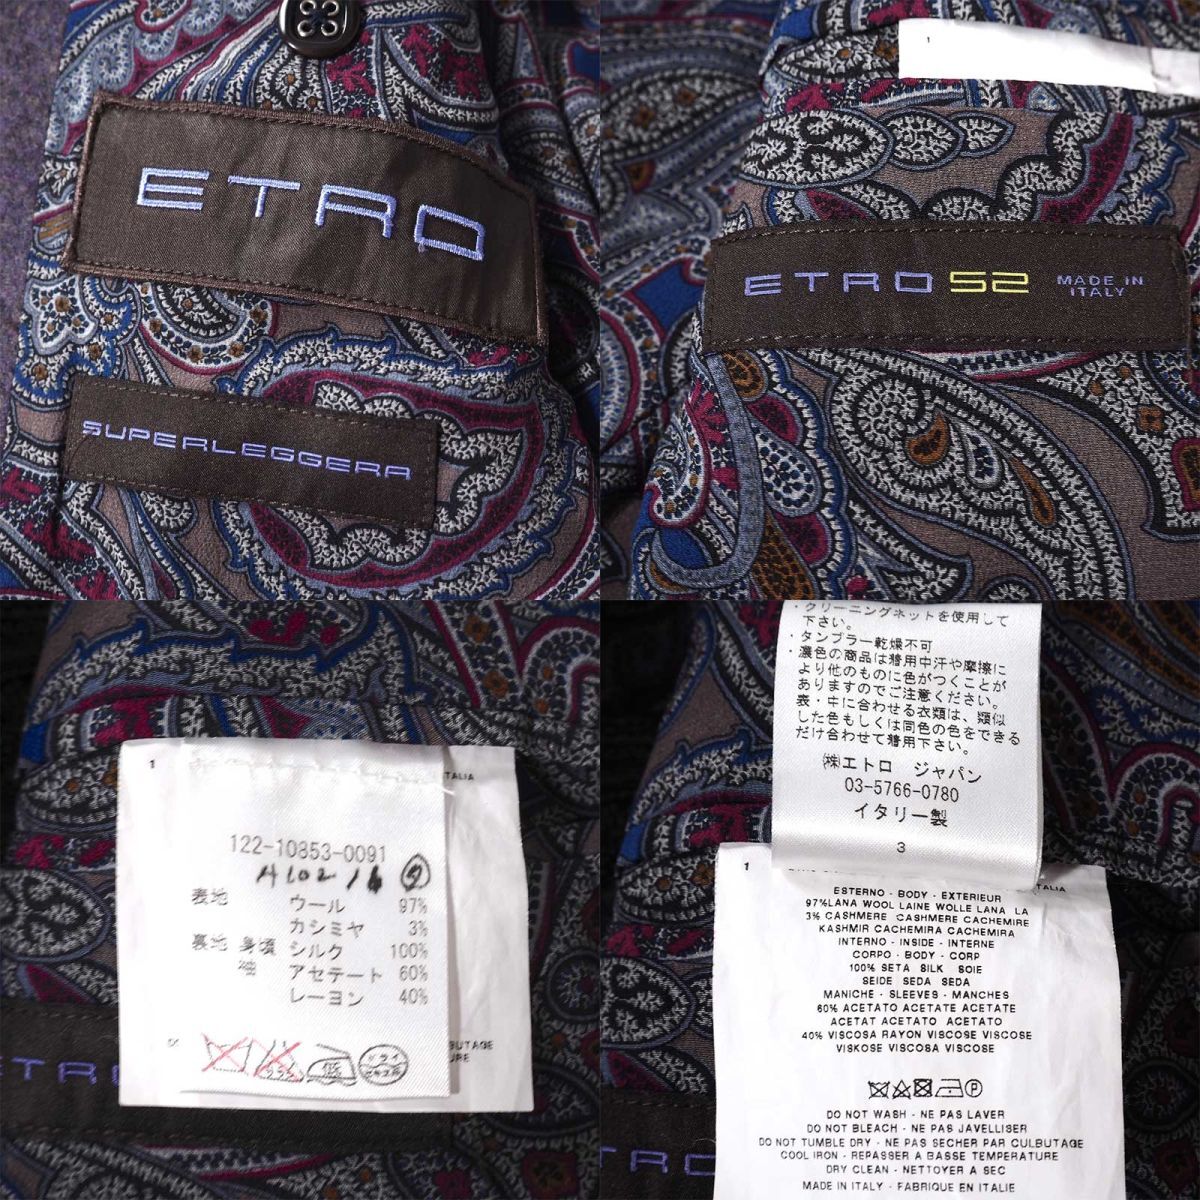 ETRO
SUPERLEGGERA
1
ETRO 52 MADE IN
ITALY
1
TALIA
122-10853-0091
A102 16 ②
表地 ウール 97%
カシミヤ 3%
裏地 身頃 シルク 100%
袖 アセテート 60%
レーヨン 40%
ドライ
BUTAGE
URE
ETR
・クリーニングネットを使用して
下さい。
・タンブラー乾燥不可
・濃色の商品は着用中汗や摩擦に
より他のものに色がつくことが
ありますのでご注意ください。
表・中に合わせる衣類は、類似
した色もしくは同色の色をできる
だけ合わせて着用下さい。
㈱エトロ ジャパン
03-5766-0780
イタリー製
3
1
ITALIA
ESTERNO - BODY - EXTERIEUR
97%LANA WOOL LAINE WOLLE LANA LA
3% CASHMERE CASHMERE CACHEMIRE
KASHMIR CACHEMIRA CACHEMIRA
INTERNO - INSIDE - INTERNE
CORPO - BODY - CORP
100% SETA SILK SOIE
SEIDE SEDA SEDA
MANICHE - SLEEVES - MANCHES
60% ACETATO ACETATE ACETATE
ACETAT ACETATO ACETATO
40% VISCOSA RAYON VISCOSE VISCOSE
VISKOSE VISCOSA VISCOSE
P
DO NOT WASH - NE PAS LAVER
DO NOT BLEACH - NE PAS JAVELLISER
DO NOT TUMBLE DRY - NE PAS SECHER PAR CULBUTAGE
COOL IRON - REPASSER A BASSE TEMPERATURE
DRY CLEAN - NETTOYER A SEC
MADE IN ITALY - FABRIQUE EN ITALIE
ETRO